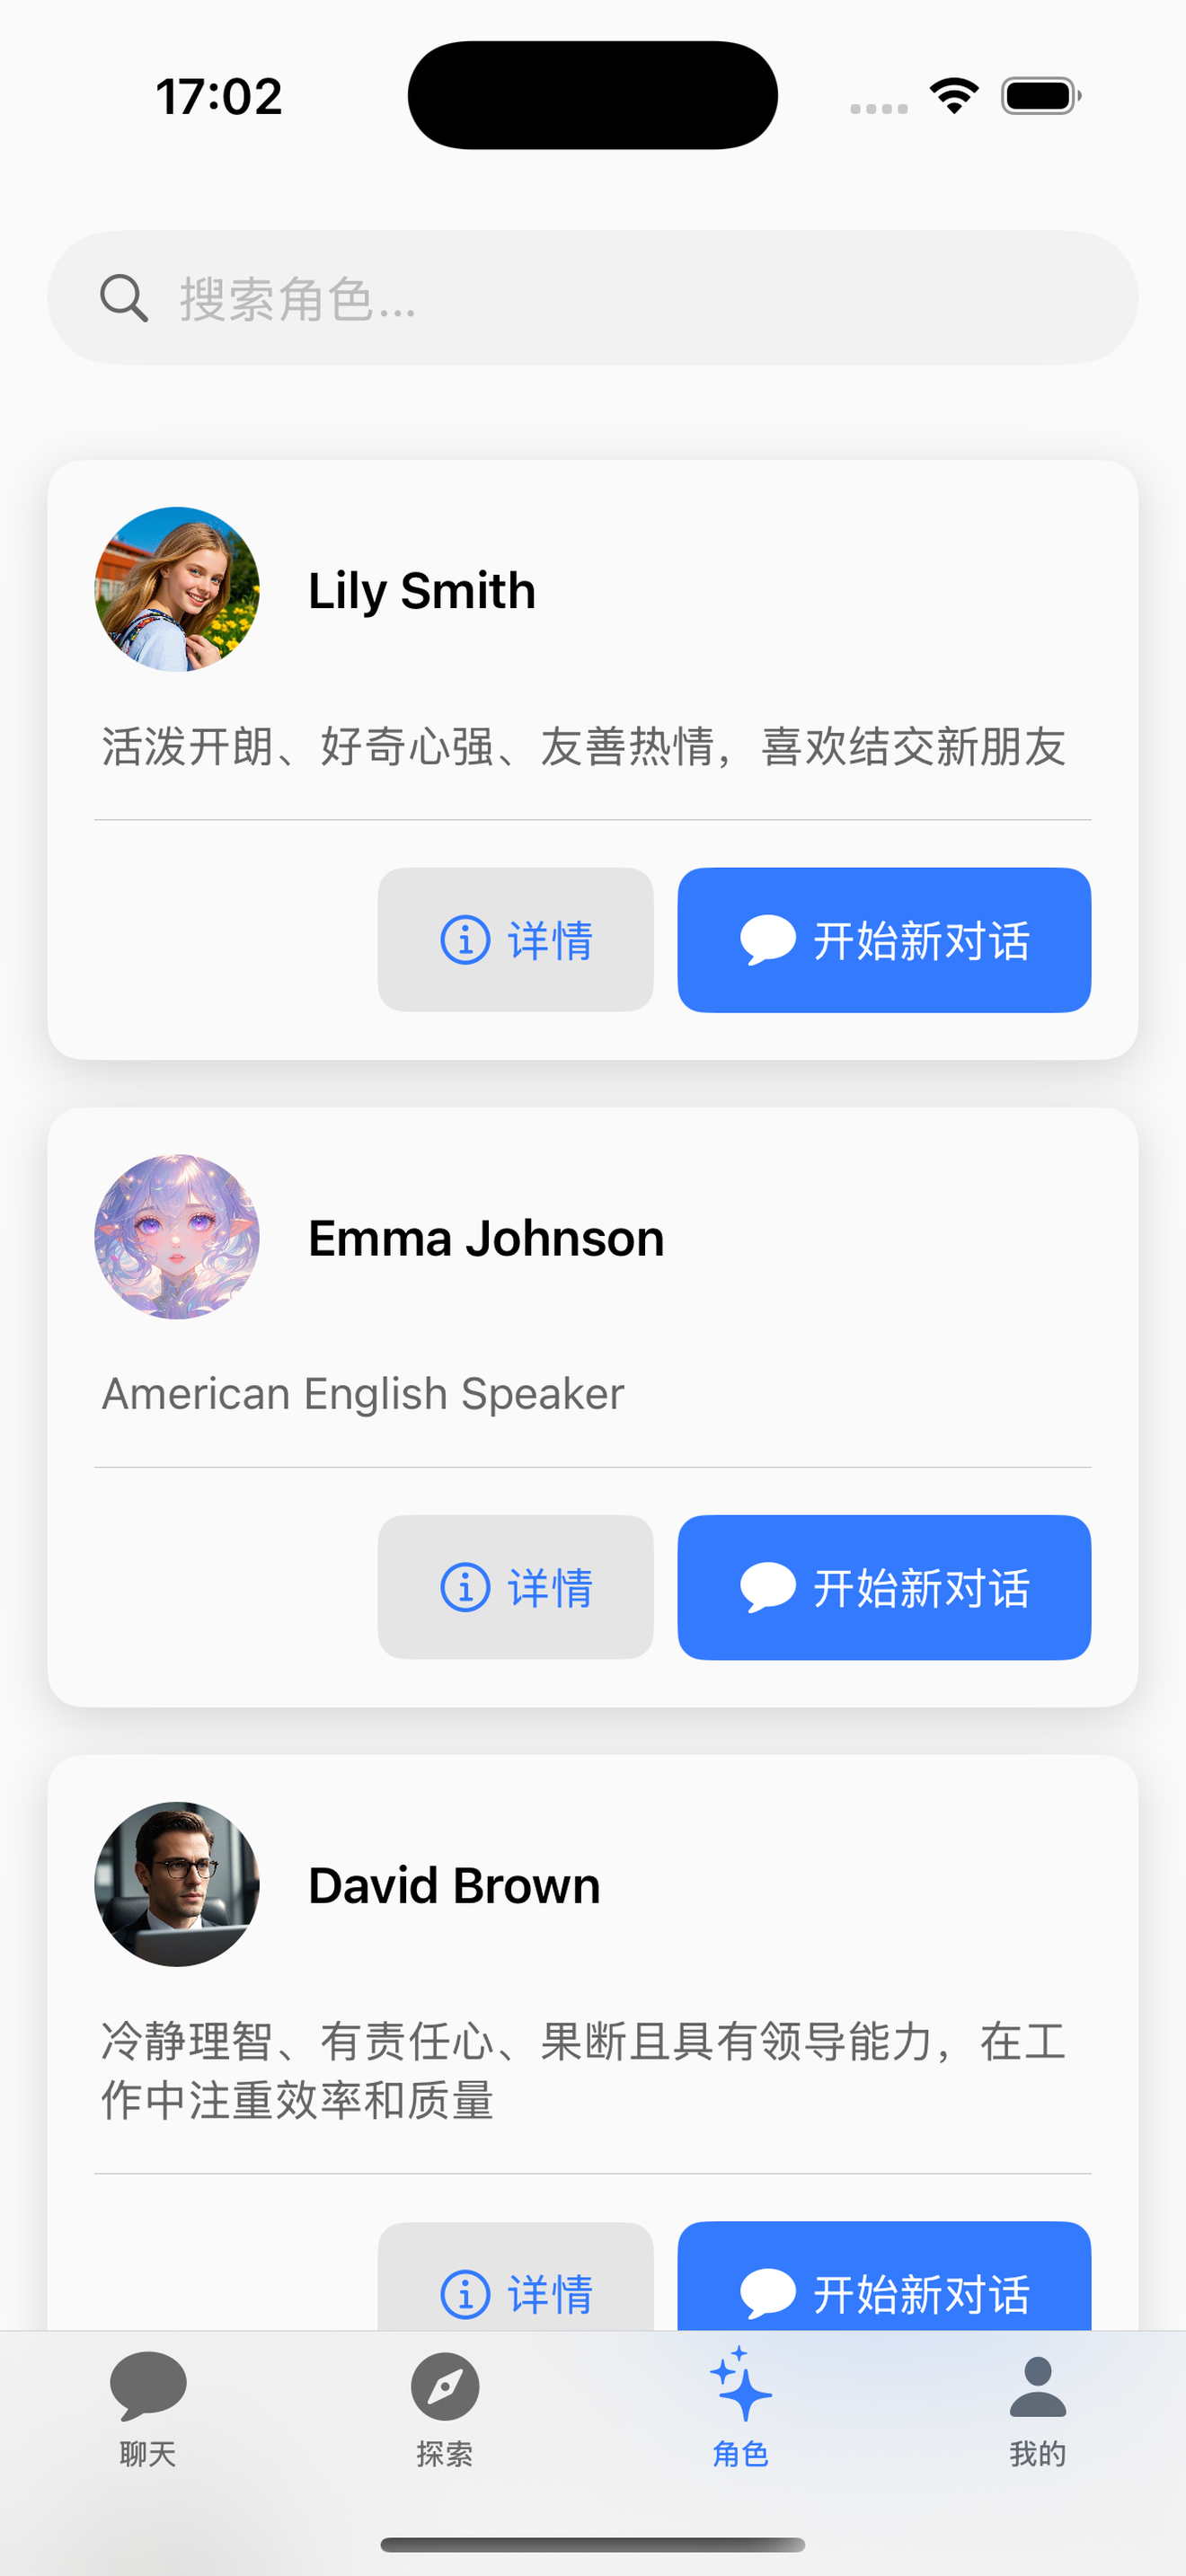 17:02
搜索角色...
Lily Smith
活泼开朗、好奇心强、友善热情，喜欢结交新朋友
详情
开始新对话
Emma Johnson
American English Speaker
详情
开始新对话
David Brown
冷静理智、有责任心、果断且具有领导能力，在工
作中注重效率和质量
详情
开始新对话
聊天
探索
角色
我的